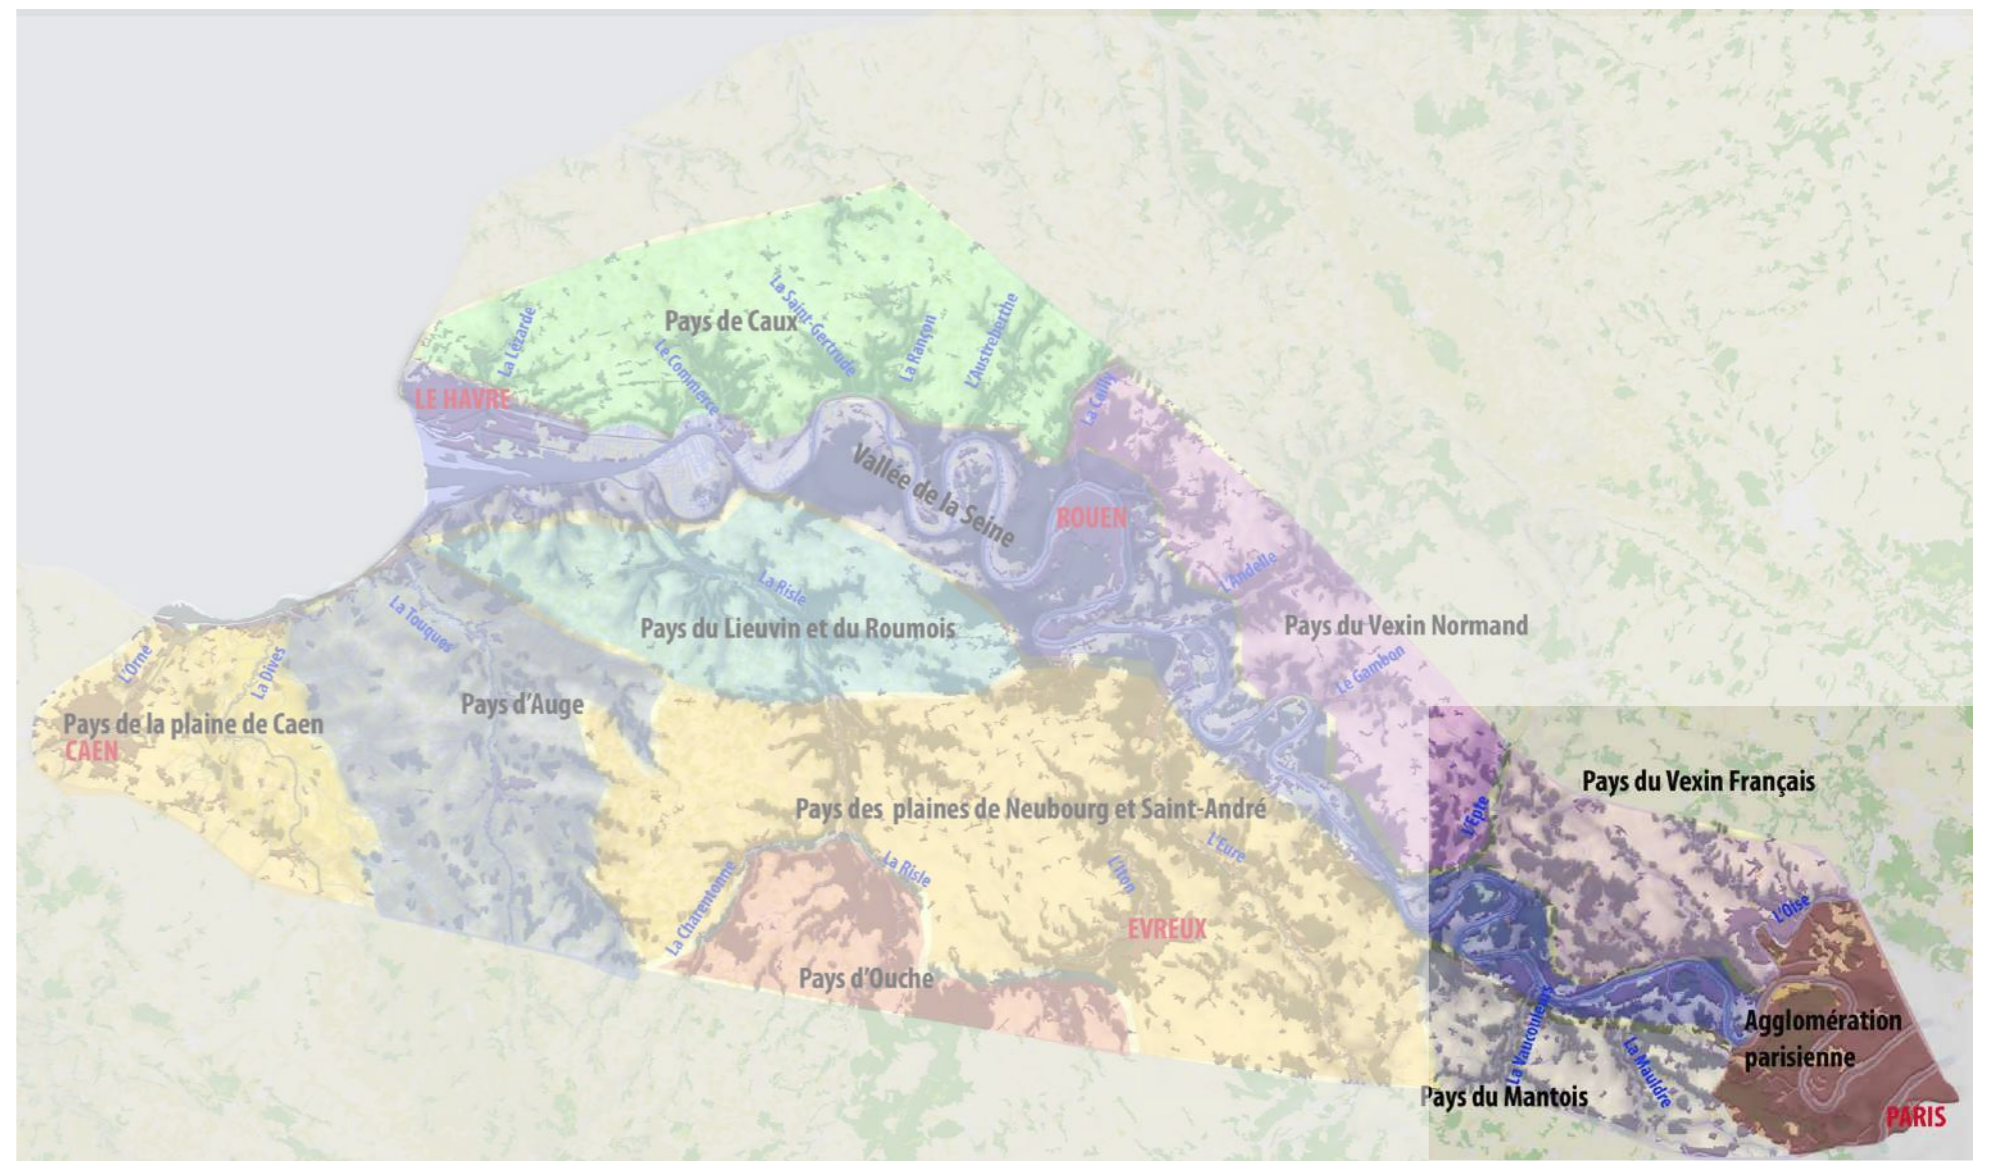 La Lézarde
Pays de Caux
La Saint-Gertrude
Le Commerce
La Rançon
L'Austreberthe
La Cailly
LE HAVRE
Vallée de la Seine
ROUEN
La Risle
L'Andelle
La Touques
Pays du Lieuvin et du Roumois
Pays du Vexin Normand
L'Orne
La Dives
Le Gambon
Pays d'Auge
Pays de la plaine de Caen
CAEN
Pays du Vexin Français
Pays des plaines de Neubourg et Saint-André
L'Epte
L'Eure
La Charentonne
La Risle
L'Iton
EVREUX
L'Oise
Pays d'Ouche
Agglomération
parisienne
La Vaucouleurs
La Mauldre
Pays du Mantois
PARIS